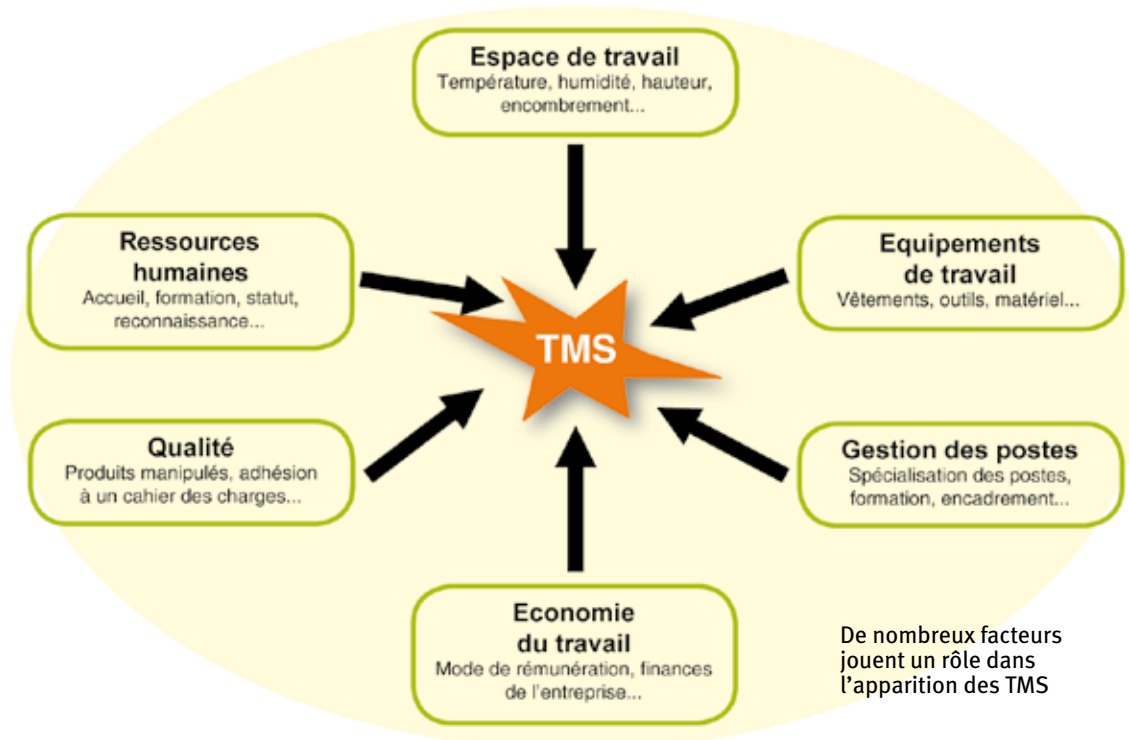 Espace de travail
Température, humidité, hauteur,
encombrement...
Ressources
humaines
Accueil, formation, statut,
reconnaissance...
Equipements
de travail
Vêtements, outils, matériel...
TMS
Qualité
Produits manipulés, adhésion
à un cahier des charges...
Gestion des postes
Spécialisation des postes,
formation, encadrement...
Economie
du travail
Mode de rémunération, finances
de l'entreprise...
De nombreux facteurs
jouent un rôle dans
l'apparition des TMS